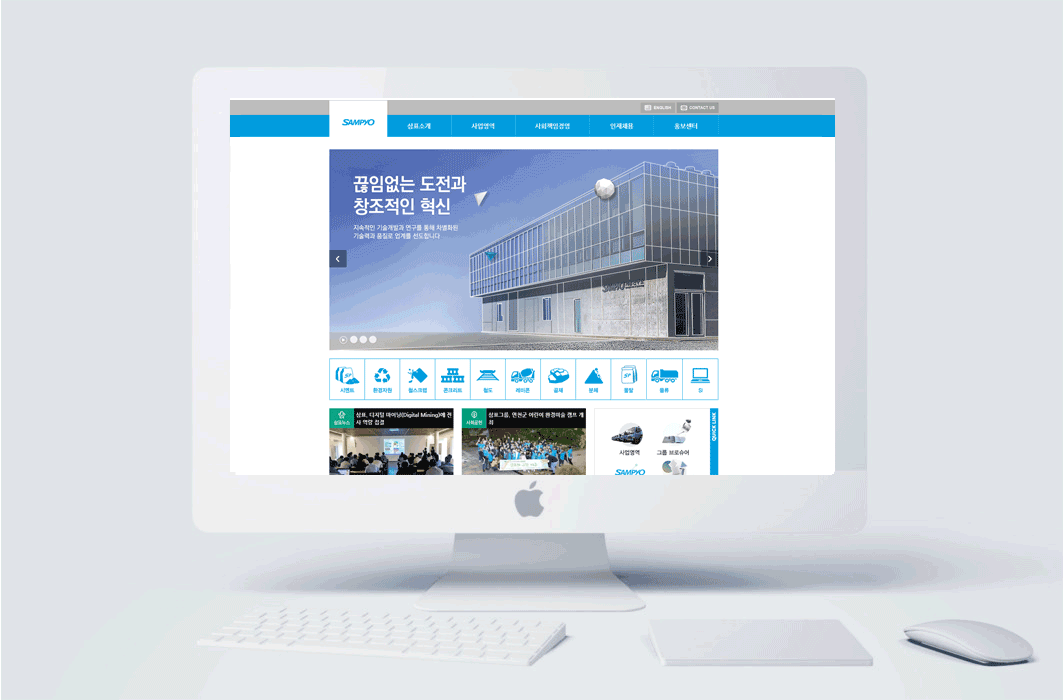 ENGLISH
CONTACT US
SAMPYO
삼표소개
사업영역
사회책임경영
인재채용
홍보센터
끊임없는 도전과
창조적인 혁신
지속적인 기술개발과 연구를 통해 차별화된
기술력과 품질로 업계를 선도합니다
SAMPYO
시멘트
환경자원
철스크랩
콘크리트
철도
레미콘
골재
분체
몰탈
물류
삼표뉴스
삼표, 디지털 마이닝(Digital Mining)에 전
사 역량 집결
사회공헌
삼표그룹, 연천군 어린이 환경미술 캠프 개
최
사업영역
그룹 브로슈어
QUICK LINK
SAMPYO